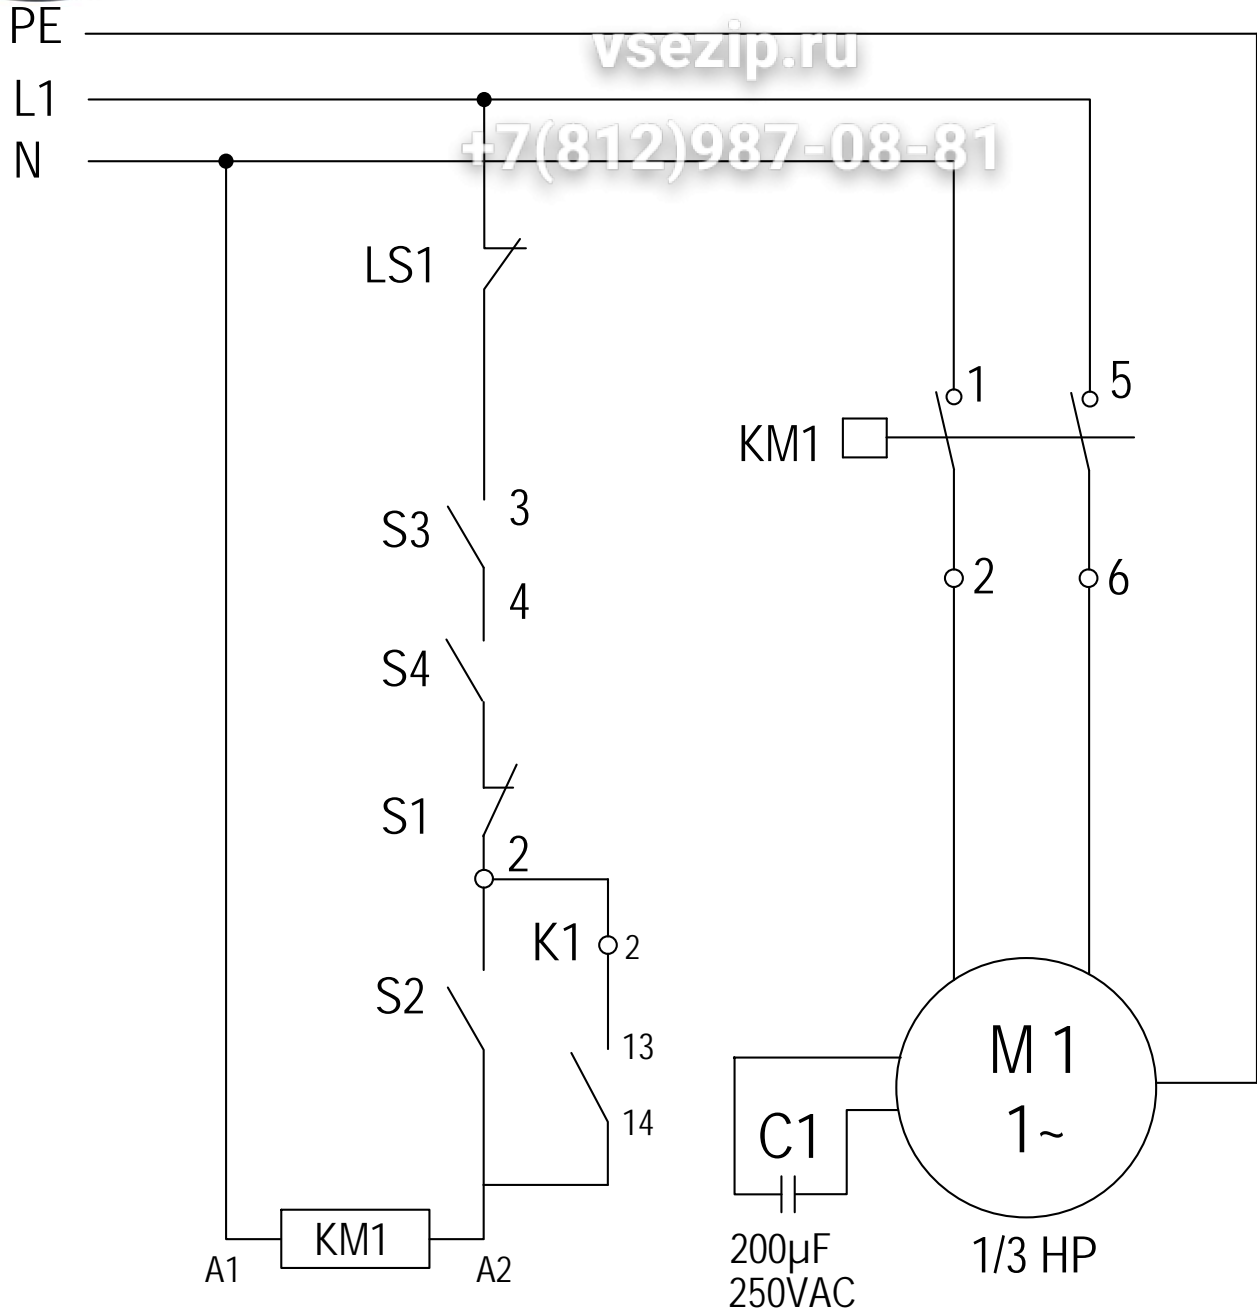 PE
vsezip.ru
L1
+7(812)987-08-81
N
LS1
1
5
KM1
3
S3
4
2
6
S4
S1
2
K1
2
S2
13
M 1
14
C1
1~
KM1
A1
A2
200µF
1/3 HP
250VAC